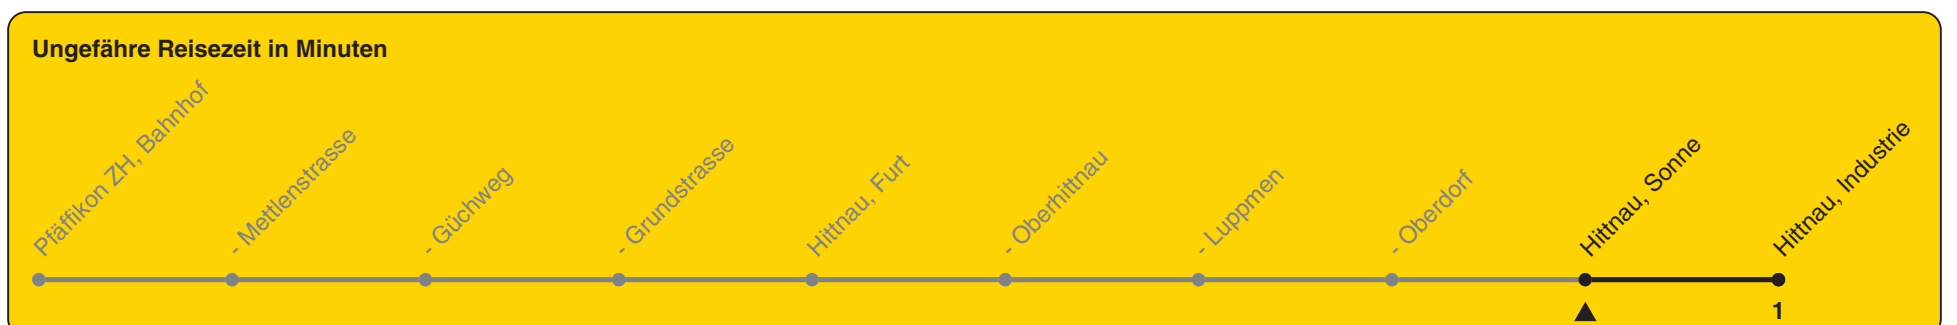 Ungefähre Reisezeit in Minuten
Pfäffikon ZH, Bahnhof
- Mettlenstrasse
- Güchweg
- Grundstrasse
Hittnau, Furt
- Oberhittnau
- Luppmen
- Oberdorf
Hittnau, Sonne
Hittnau, Industrie
1